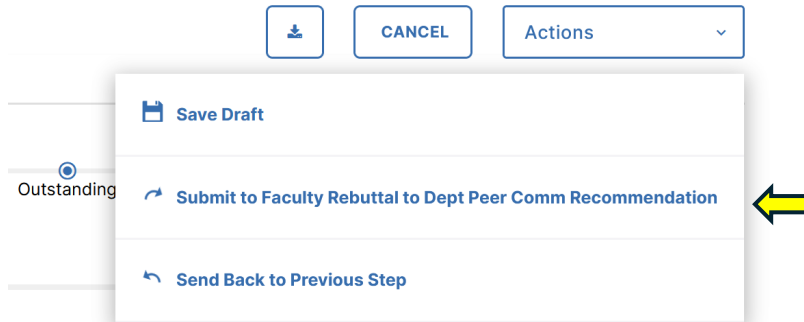 CANCEL
Actions
Save Draft
Outstanding
Submit to Faculty Rebuttal to Dept Peer Comm Recommendation
Send Back to Previous Step